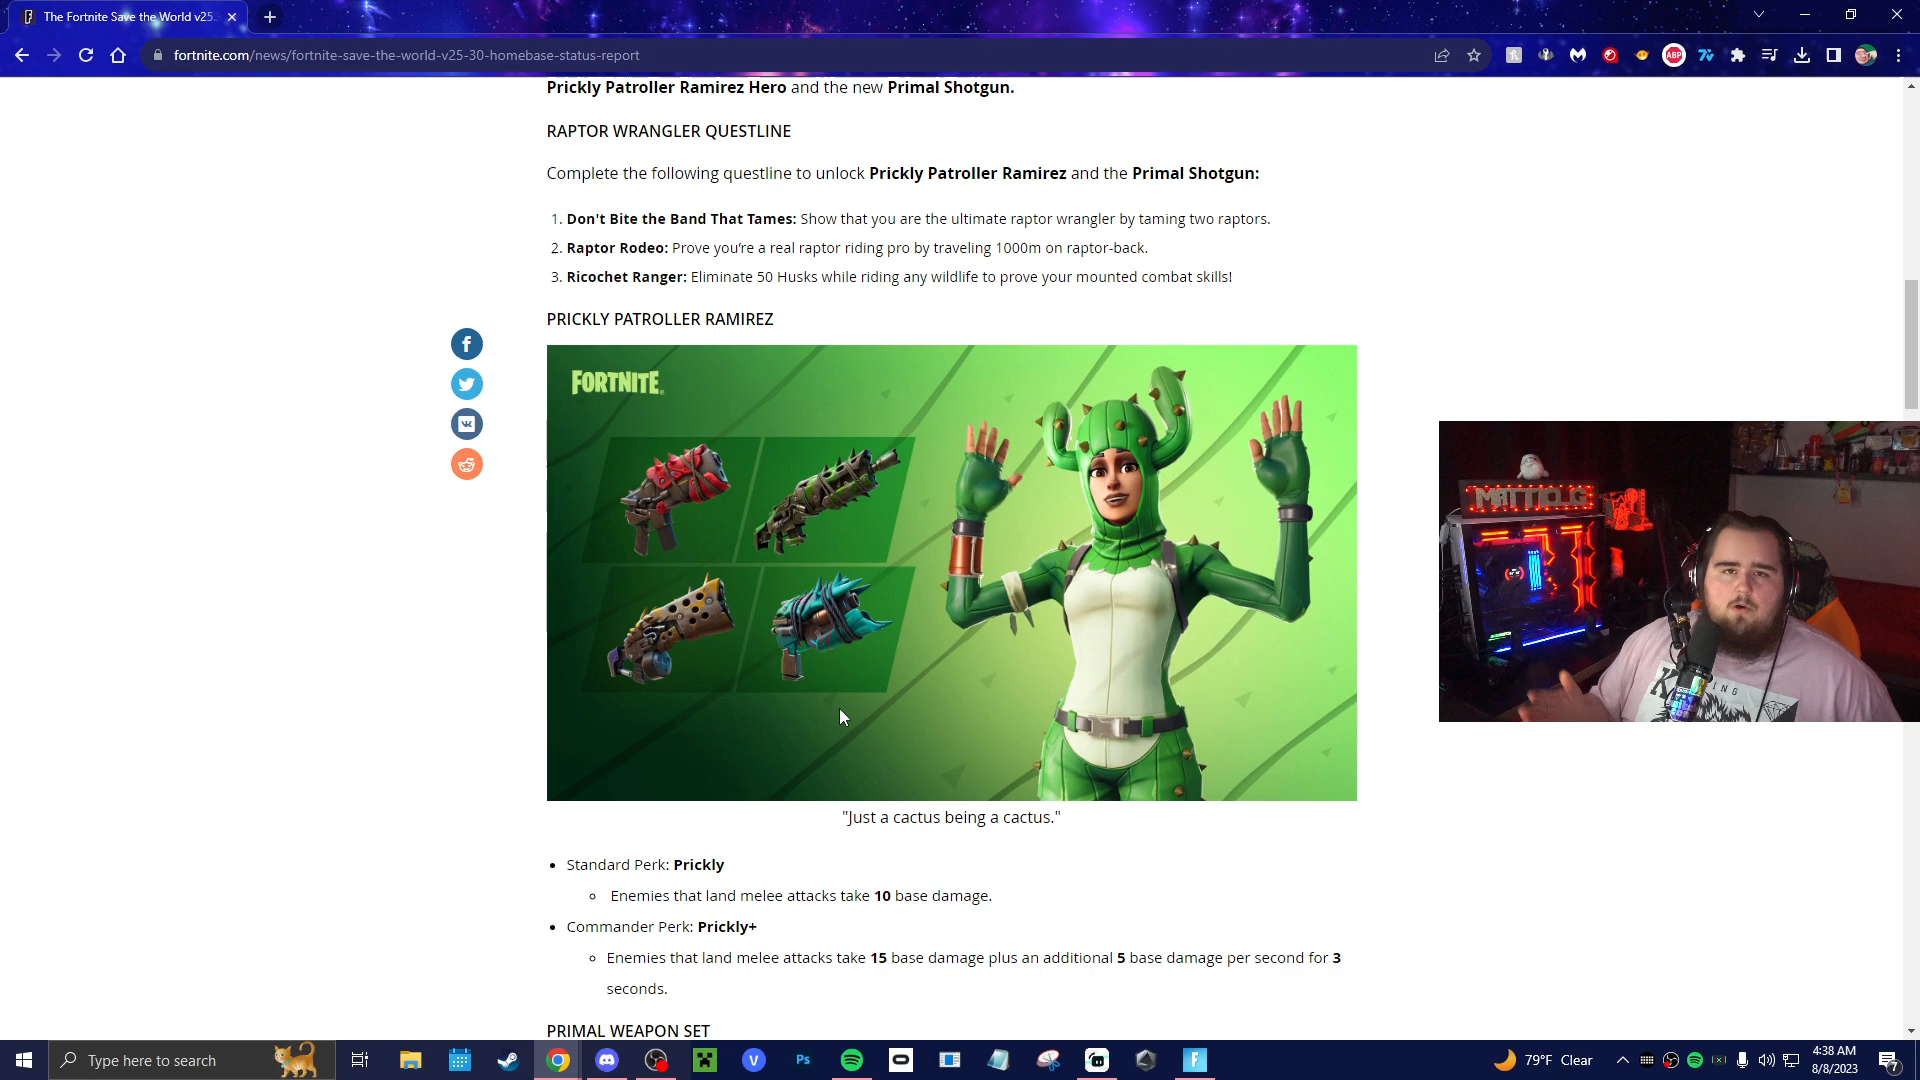 The Fortnite Save the World v25.
fortnite.com/news/fortnite-save-the-world-v25-30-homebase-status-report
ABP
Prickly Patroller Ramirez Hero and the new Primal Shotgun.
RAPTOR WRANGLER QUESTLINE
Complete the following questline to unlock Prickly Patroller Ramirez and the Primal Shotgun:
1. Don't Bite the Band That Tames: Show that you are the ultimate raptor wrangler by taming two raptors.
2. Raptor Rodeo: Prove you're a real raptor riding pro by traveling 1000m on raptor-back.
3. Ricochet Ranger: Eliminate 50 Husks while riding any wildlife to prove your mounted combat skills!
PRICKLY PATROLLER RAMIREZ
FORTNITE
MATTIOLG
"Just a cactus being a cactus."
• Standard Perk: Prickly
Enemies that land melee attacks take 10 base damage.
• Commander Perk: Prickly+
Enemies that land melee attacks take 15 base damage plus an additional 5 base damage per second for 3
seconds.
PRIMAL WEAPON SET
Type here to search
Ps
79°F Clear
4:38 AM
8/8/2023
7